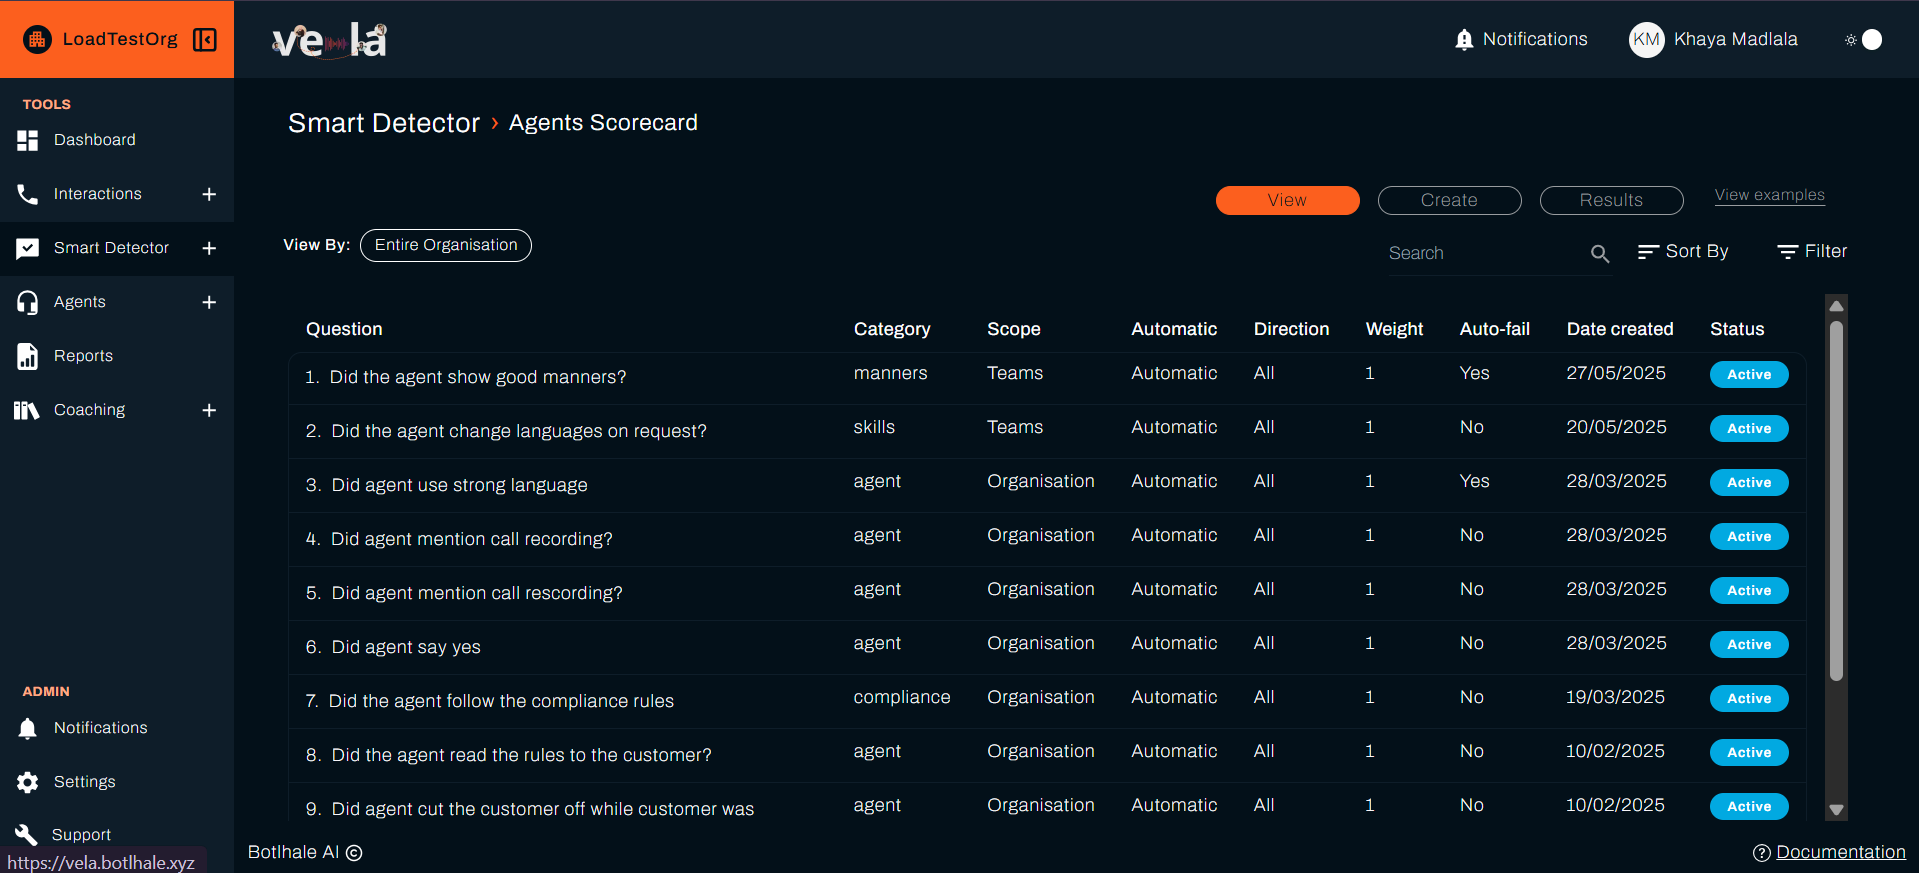 LoadTestOrg
vela
Notifications
KM Khaya Madlala
TOOLS
Dashboard
Interactions +
Smart Detector +
Agents +
Reports
Coaching +
ADMIN
Notifications
Settings
Support
https://vela.botlhale.xyz
Smart Detector › Agents Scorecard
View Create Results View examples
View By: Entire Organisation
Search Sort By Filter
Question Category Scope Automatic Direction Weight Auto-fail Date created Status
1. Did the agent show good manners? manners Teams Automatic All 1 Yes 27/05/2025 Active
2. Did the agent change languages on request? skills Teams Automatic All 1 No 20/05/2025 Active
3. Did agent use strong language agent Organisation Automatic All 1 Yes 28/03/2025 Active
4. Did agent mention call recording? agent Organisation Automatic All 1 No 28/03/2025 Active
5. Did agent mention call rescording? agent Organisation Automatic All 1 No 28/03/2025 Active
6. Did agent say yes agent Organisation Automatic All 1 No 28/03/2025 Active
7. Did the agent follow the compliance rules compliance Organisation Automatic All 1 No 19/03/2025 Active
8. Did the agent read the rules to the customer? agent Organisation Automatic All 1 No 10/02/2025 Active
9. Did agent cut the customer off while customer was agent Organisation Automatic All 1 No 10/02/2025 Active
Botlhale AI ©
Documentation